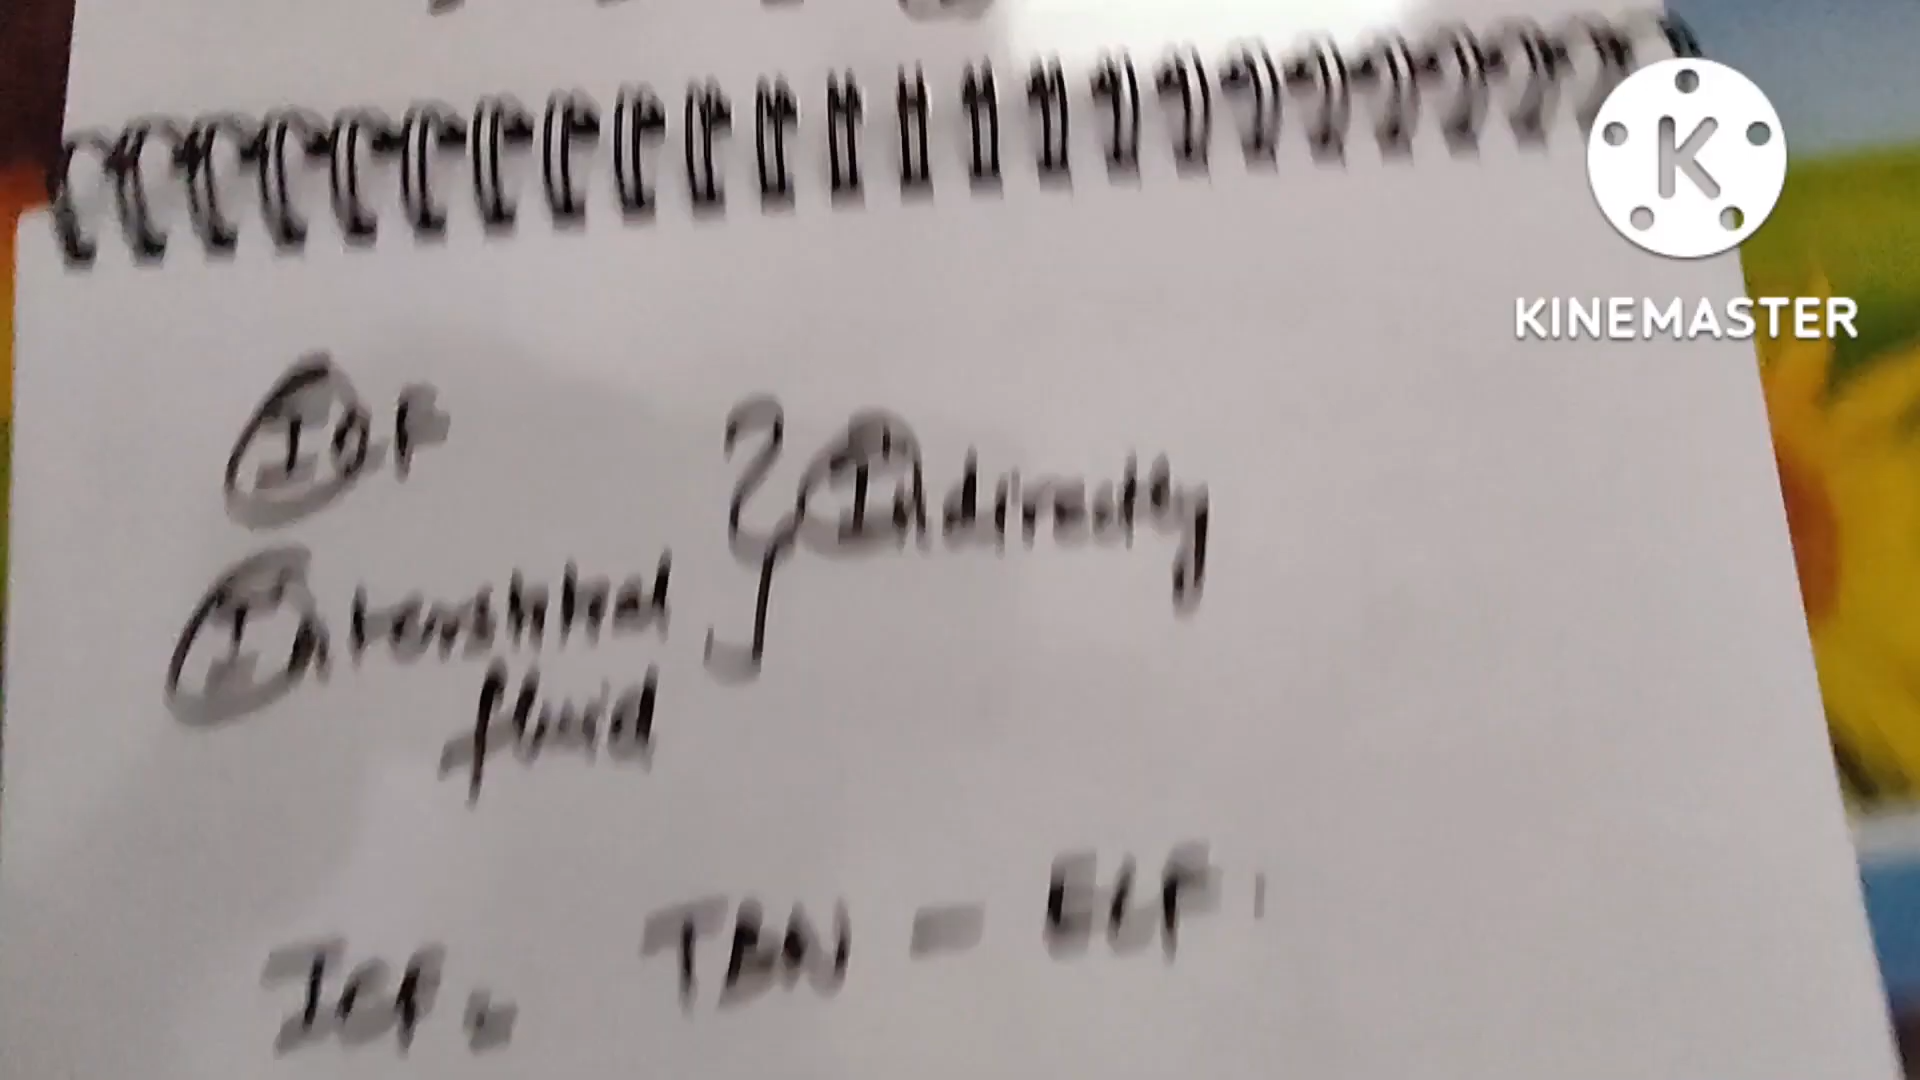 ICF
Interstitial
fluid
Indirectly
ICF = TBW - ECF
KINEMASTER